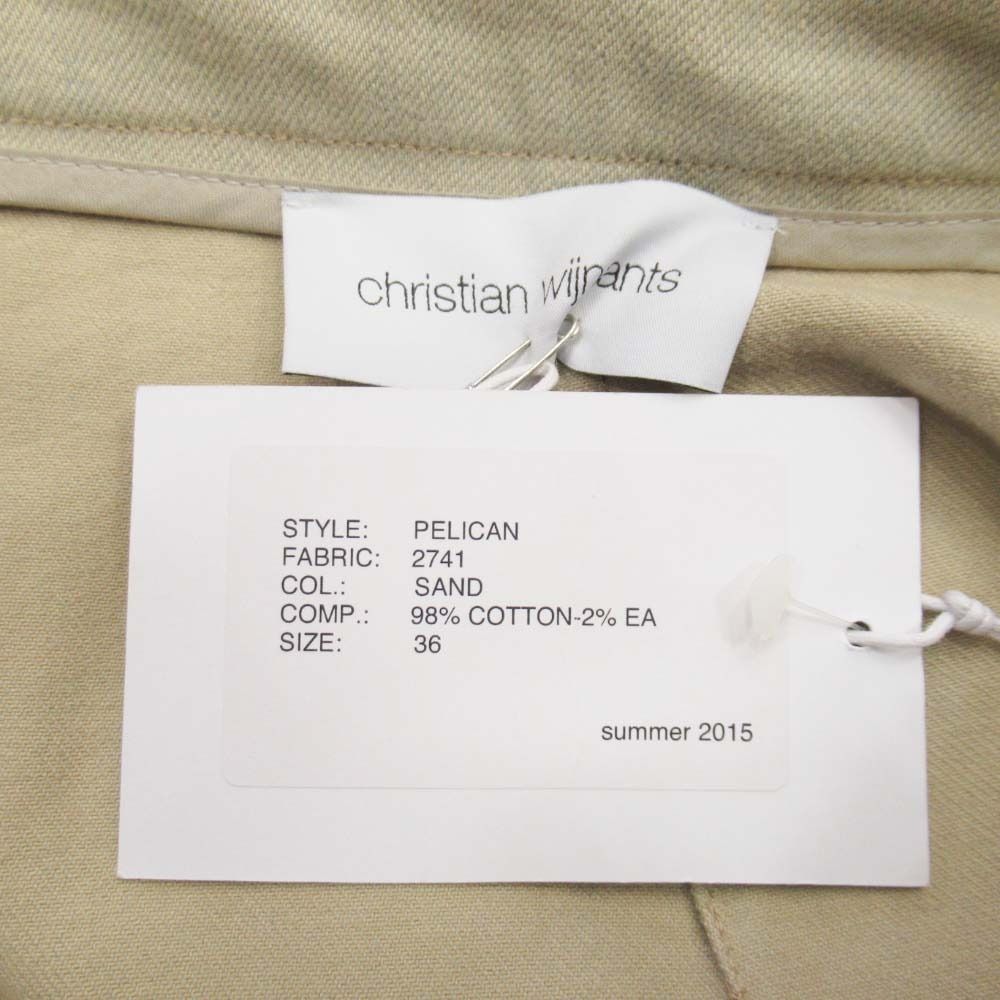 christian wijnants
STYLE: PELICAN
FABRIC: 2741
COL.: SAND
COMP.: 98% COTTON-2% EA
SIZE: 36
summer 2015